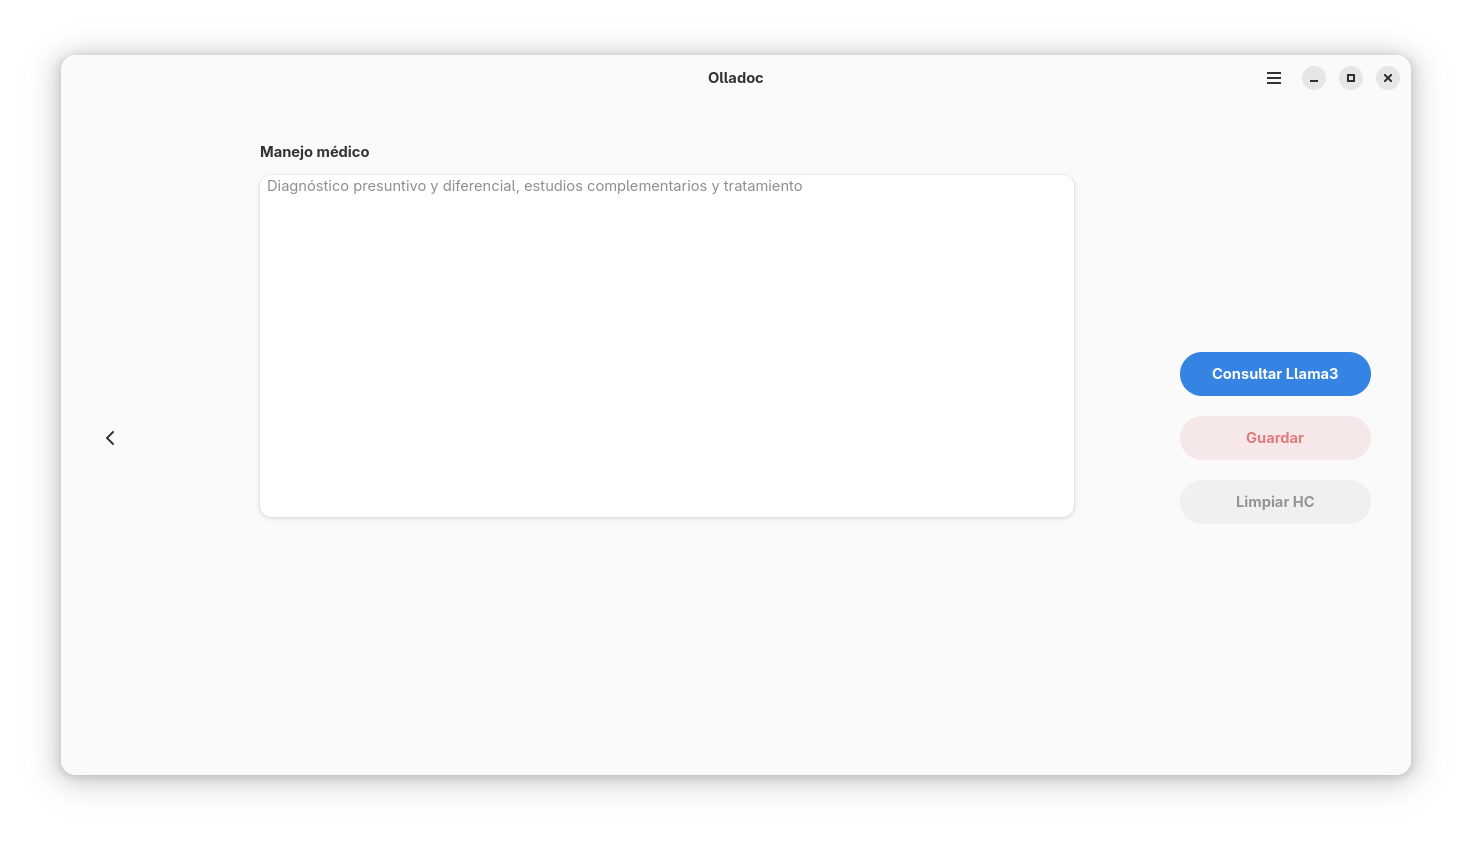 Olladoc
Manejo médico
Diagnóstico presuntivo y diferencial, estudios complementarios y tratamiento
Consultar Llama3
Guardar
Limpiar HC